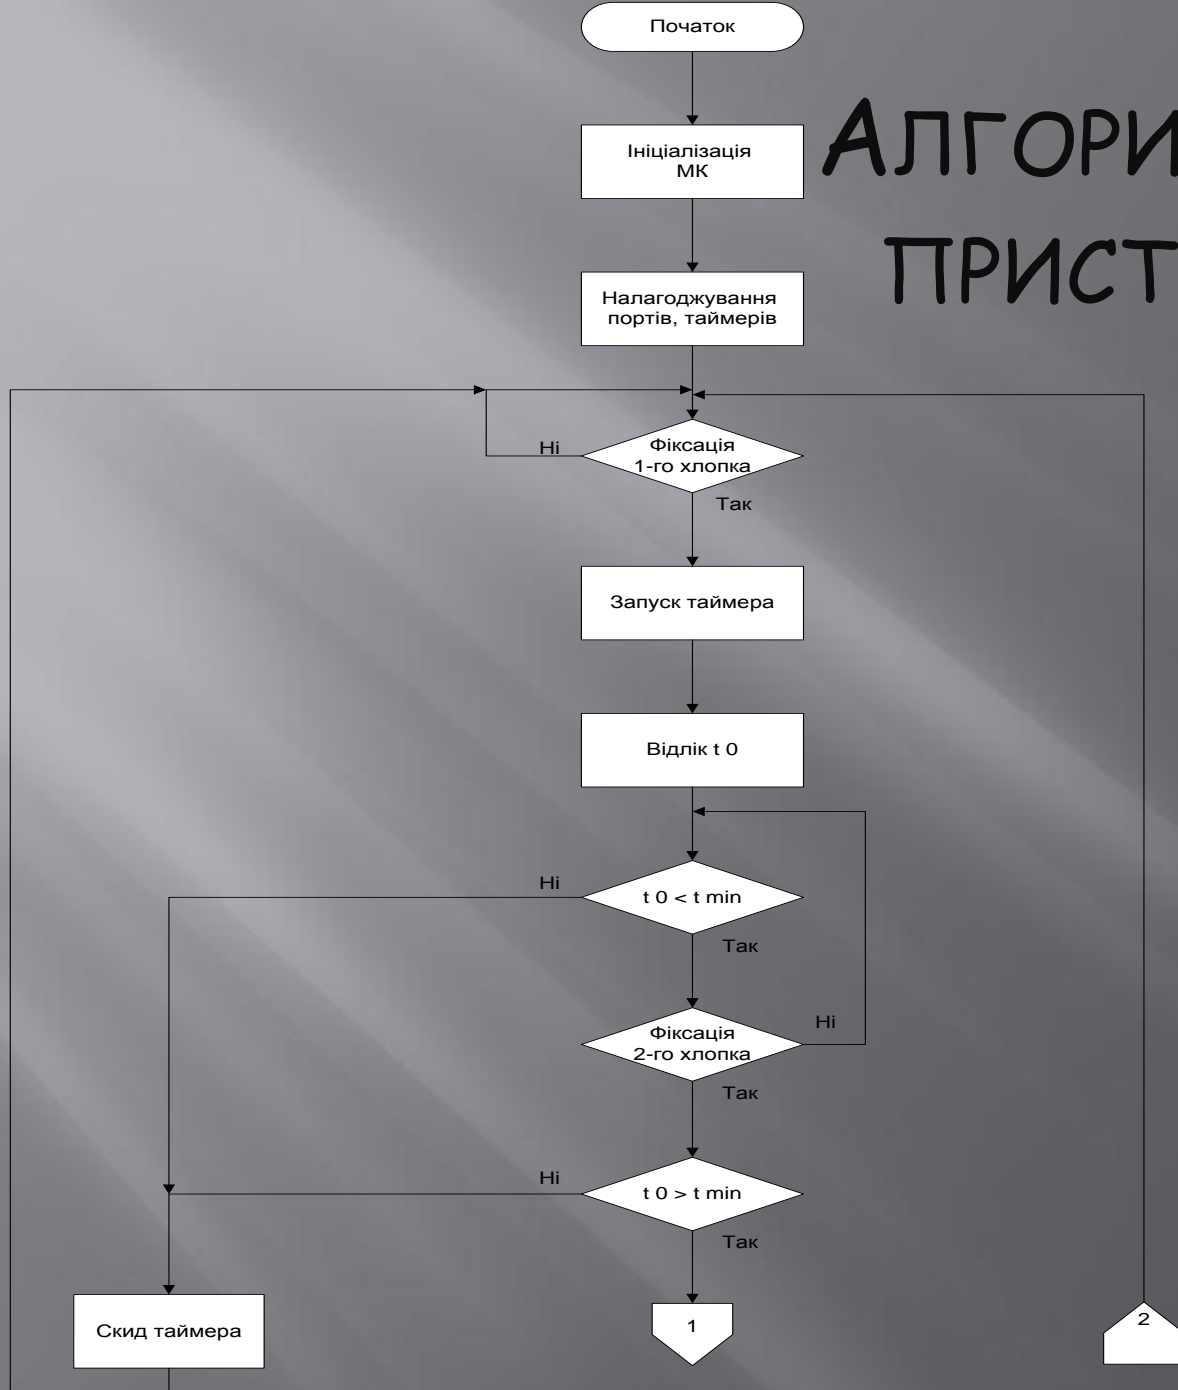 Початок
АЛГОРИ
ПРИСТ
Ініціалізація
МК
Налагоджування
портів, таймерів
Фіксація
1-го хлопка
Ні
Так
Запуск таймера
Відлік t 0
t 0 < t min
Ні
Так
Фіксація
2-го хлопка
Ні
Так
t 0 > t min
Ні
Так
Скид таймера
1
2